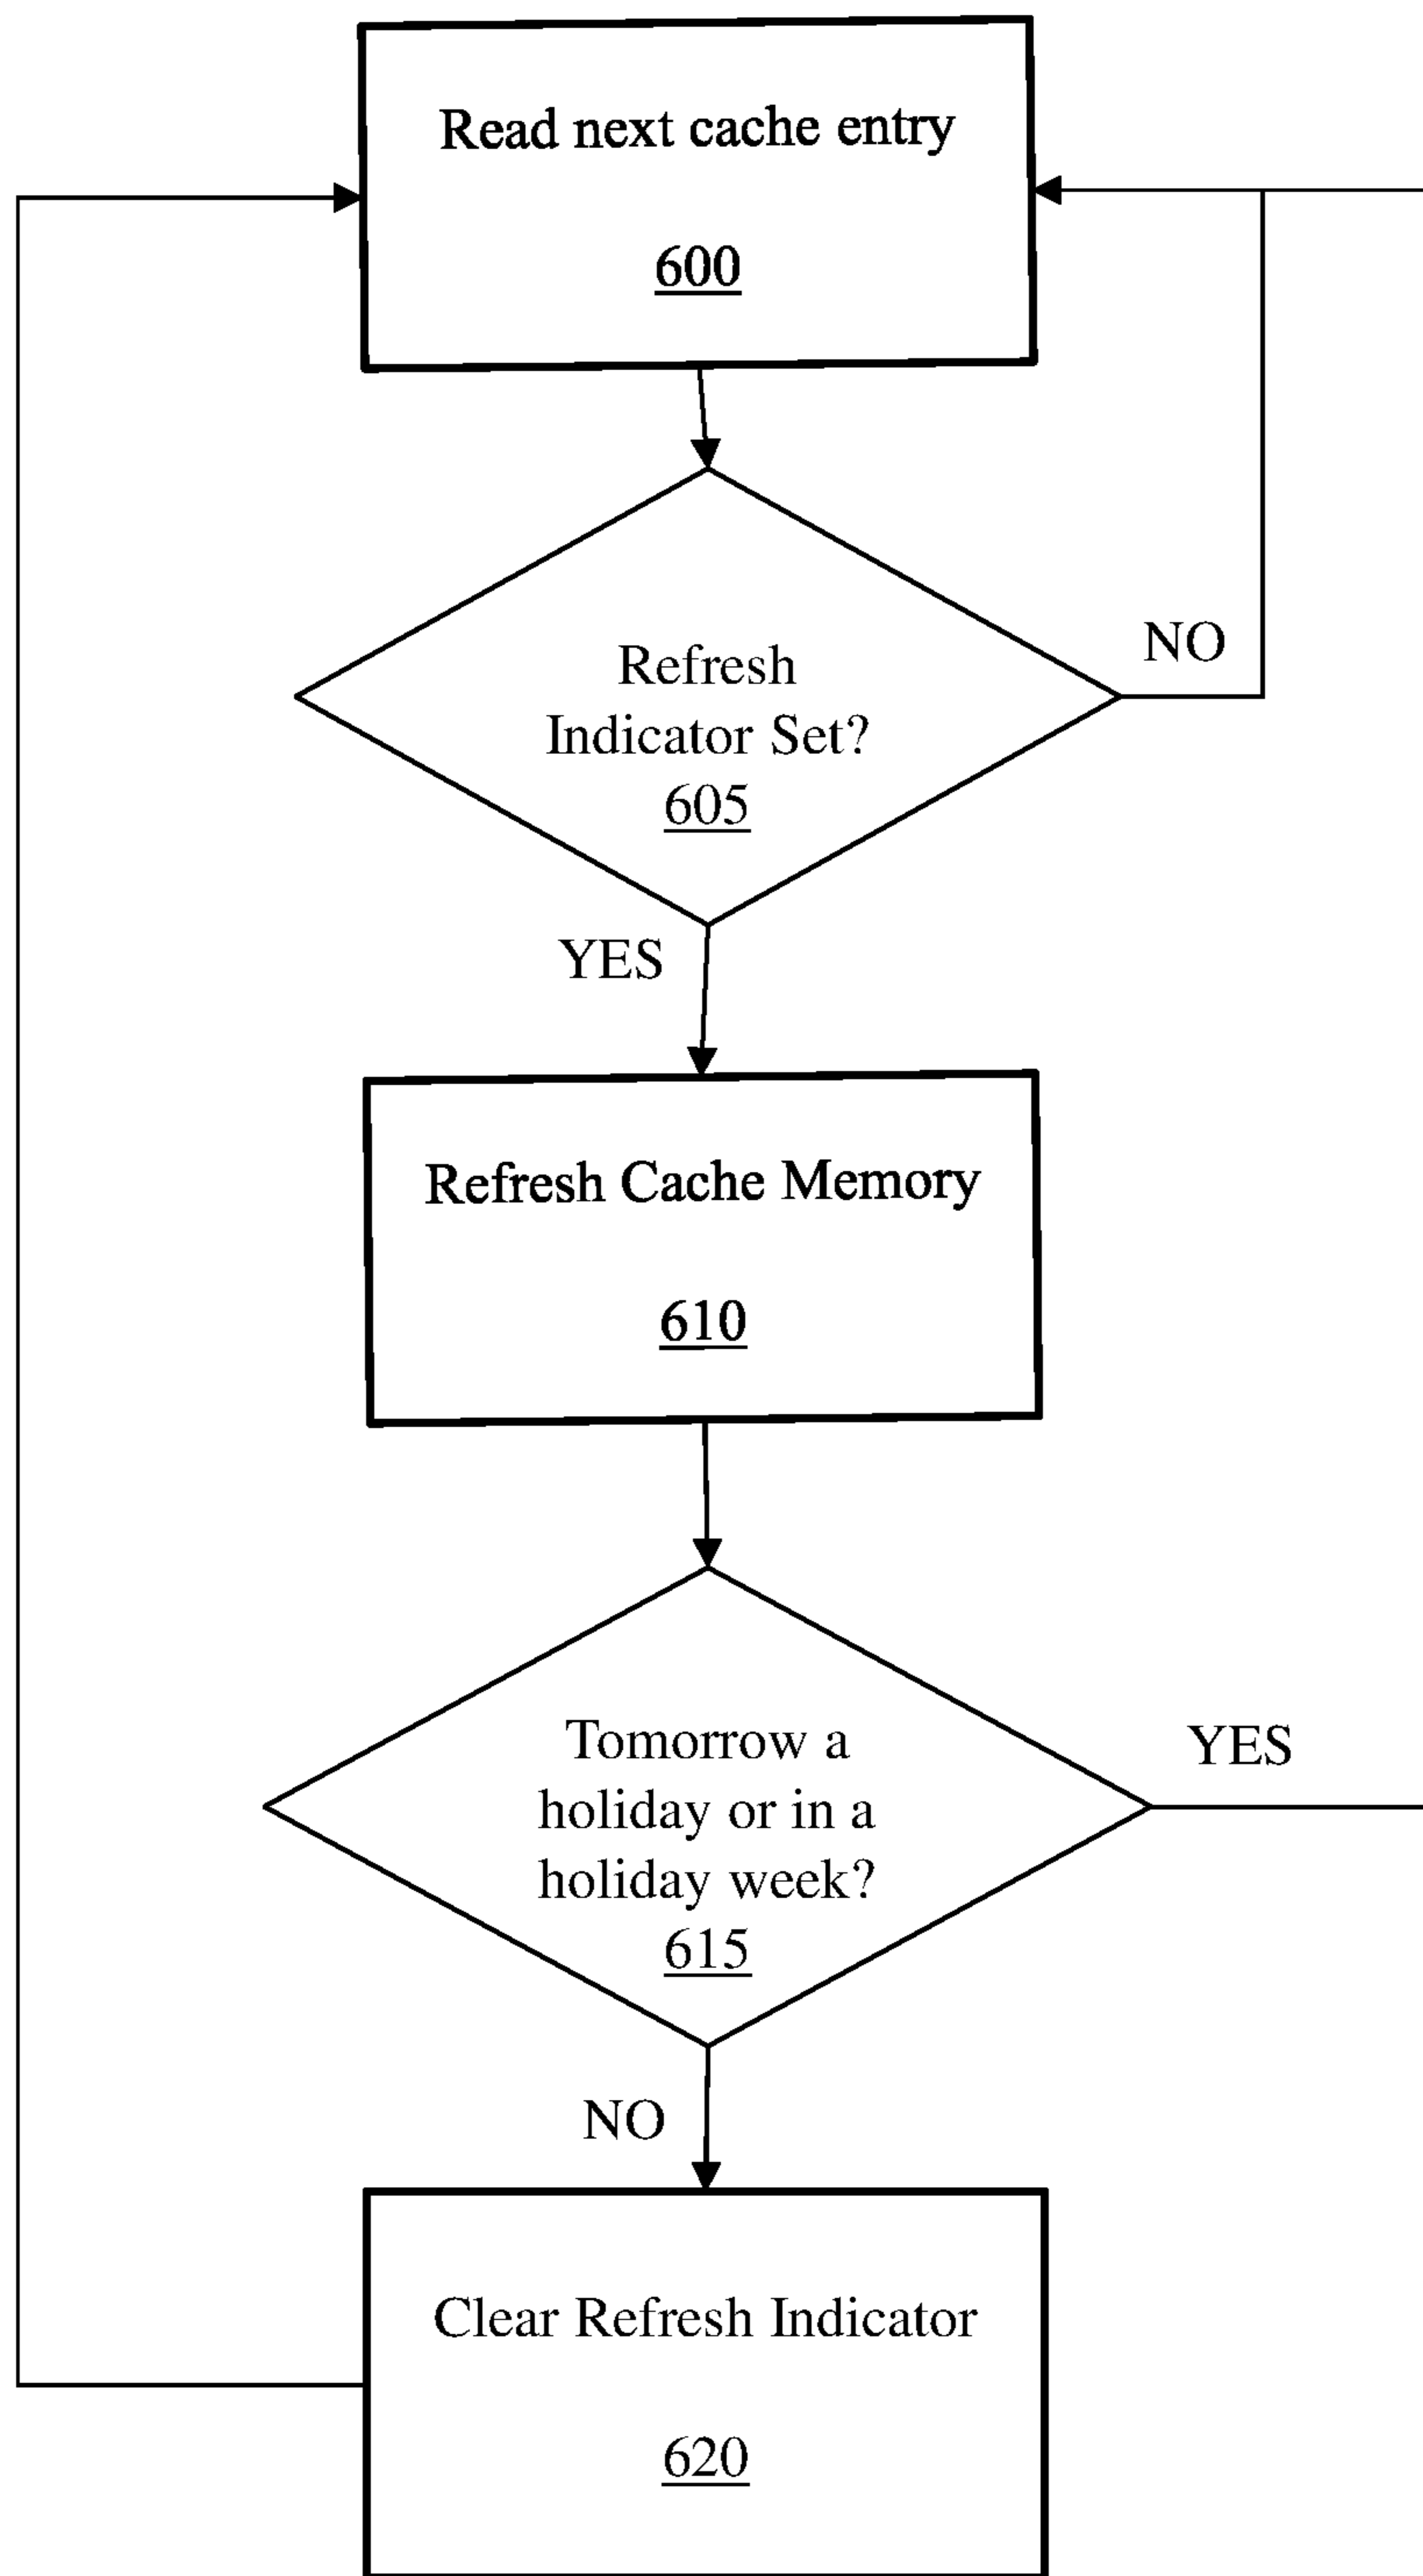 Read next cache entry
600
Refresh
Indicator Set?
605
NO
YES
Refresh Cache Memory
610
Tomorrow a
holiday or in a
holiday week?
615
YES
NO
Clear Refresh Indicator
620